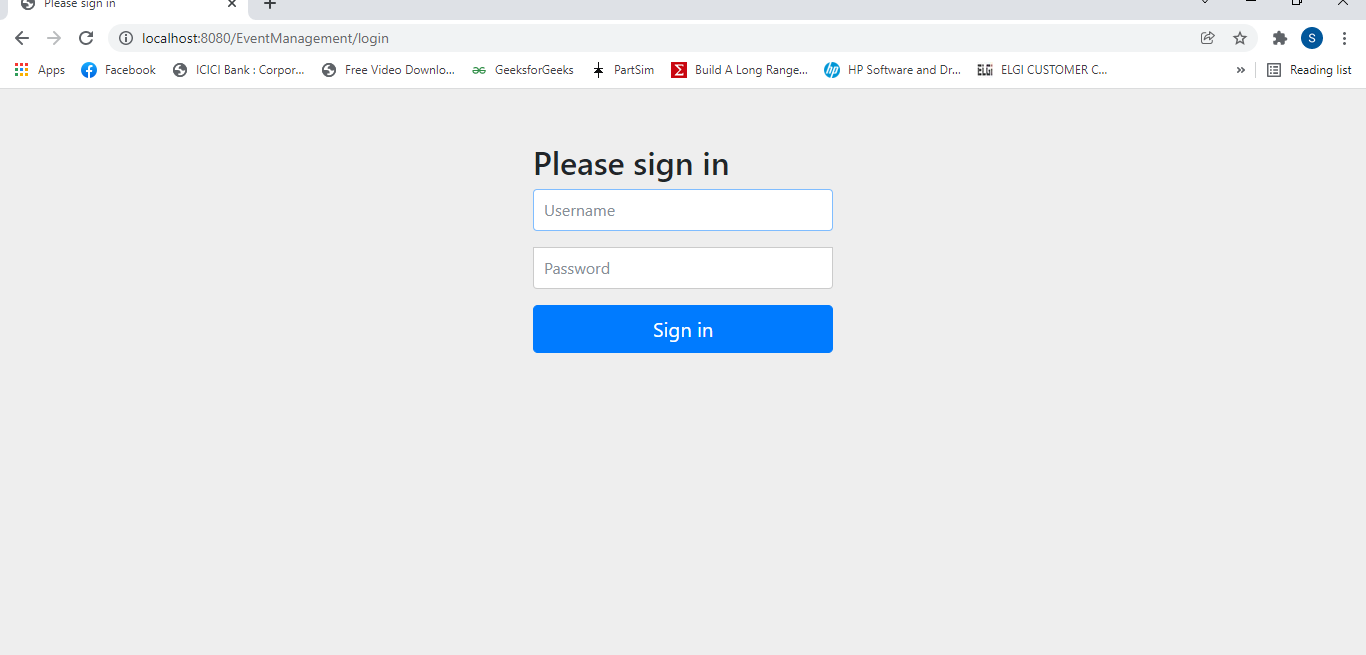 Please sign in
localhost:8080/EventManagement/login
S
Apps Facebook ICICI Bank : Corpor... Free Video Downlo... GeeksforGeeks PartSim Build A Long Range... HP Software and Dr... ELGi ELGI CUSTOMER C... » Reading list
Please sign in
Username
Password
Sign in